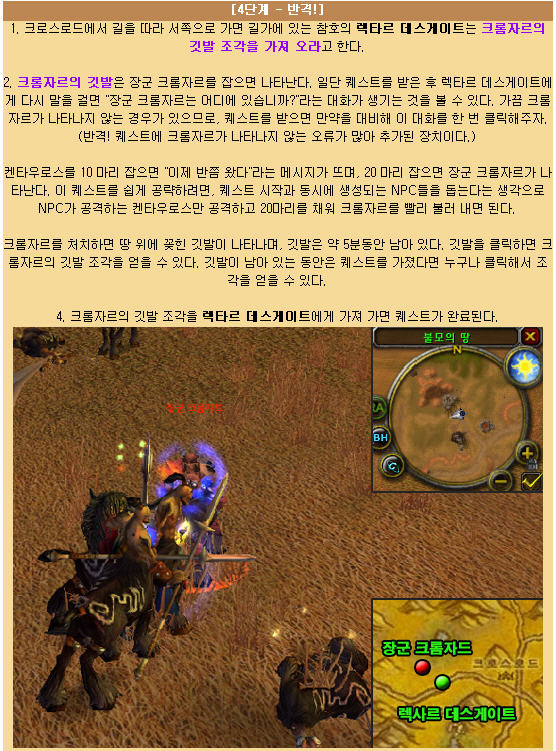 [4단계 - 반격!]
1. 크로스로드에서 길을 따라 서쪽으로 가면 길가에 있는 참호의 렉타르 데스게이트는 크롬자르의
깃발 조각을 가져 오라고 한다.
2. 크롬자르의 깃발은 장군 크롬자르를 잡으면 나타난다. 일단 퀘스트를 받은 후 렉타르 데스게이트에
게 다시 말을 걸면 "장군 크롬자르는 어디에 있습니까?"라는 대화가 생기는 것을 볼 수 있다. 가끔 크롬
자르가 나타나지 않는 경우가 있으므로, 퀘스트를 받으면 만약을 대비해 이 대화를 한 번 클릭해주자.
(반격! 퀘스트에 크롬자르가 나타나지 않는 오류가 많아 추가된 장치이다.)
켄타우로스를 10 마리 잡으면 "이제 반쯤 왔다"라는 메시지가 뜨며, 20 마리 잡으면 장군 크롬자르가 나
타난다. 이 퀘스트를 쉽게 공략하려면, 퀘스트 시작과 동시에 생성되는 NPC들을 돕는다는 생각으로
NPC가 공격하는 켄타우로스만 공격하고 20마리를 채워 크롬자르를 빨리 불러 내면 된다.
크롬자르를 처치하면 땅 위에 꽂힌 깃발이 나타나며, 깃발은 약 5분동안 남아 있다. 깃발을 클릭하면 크
롬자르의 깃발 조각을 얻을 수 있다. 깃발이 남아 있는 동안은 퀘스트를 가졌다면 누구나 클릭해서 조
각을 얻을 수 있다.
4. 크롬자르의 깃발 조각을 렉타르 데스게이트에게 가져 가면 퀘스트가 완료된다.
불모의 땅
N
RA
BH
장군 크롬자드
크로스로드
렉사르 데스게이트